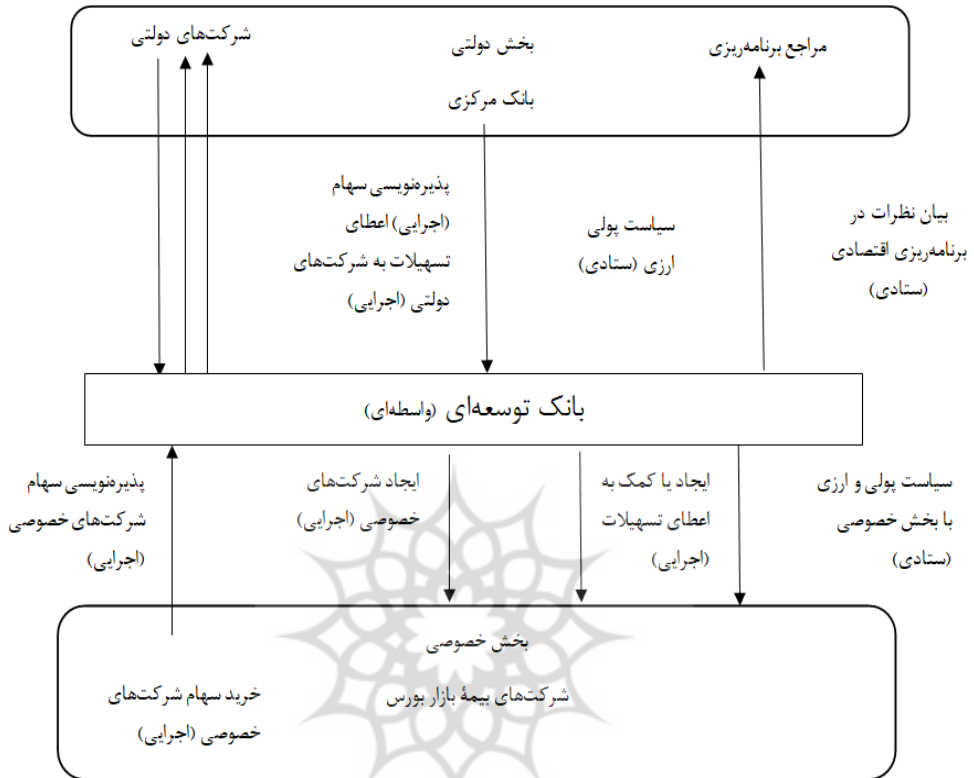 شرکت‌های دولتی
بخش دولتی
مراجع برنامه‌ریزی
بانک مرکزی
بیان نظرات در
برنامه‌ریزی اقتصادی
(ستادی)
سیاست پولی
ارزی (ستادی)
پذیره‌نویسی سهام
(اجرایی) اعطای
تسهیلات به شرکت‌های
دولتی (اجرایی)
بانک توسعه‌ای (واسطه‌ای)
سیاست پولی و ارزی
با بخش خصوصی
(ستادی)
ایجاد یا کمک به
اعطای تسهیلات
(اجرایی)
ایجاد شرکت‌های
خصوصی (اجرایی)
پذیره‌نویسی سهام
شرکت‌های خصوصی
(اجرایی)
بخش خصوصی
شرکت‌های بیمهٔ بازار بورس
خرید سهام شرکت‌های
خصوصی (اجرایی)